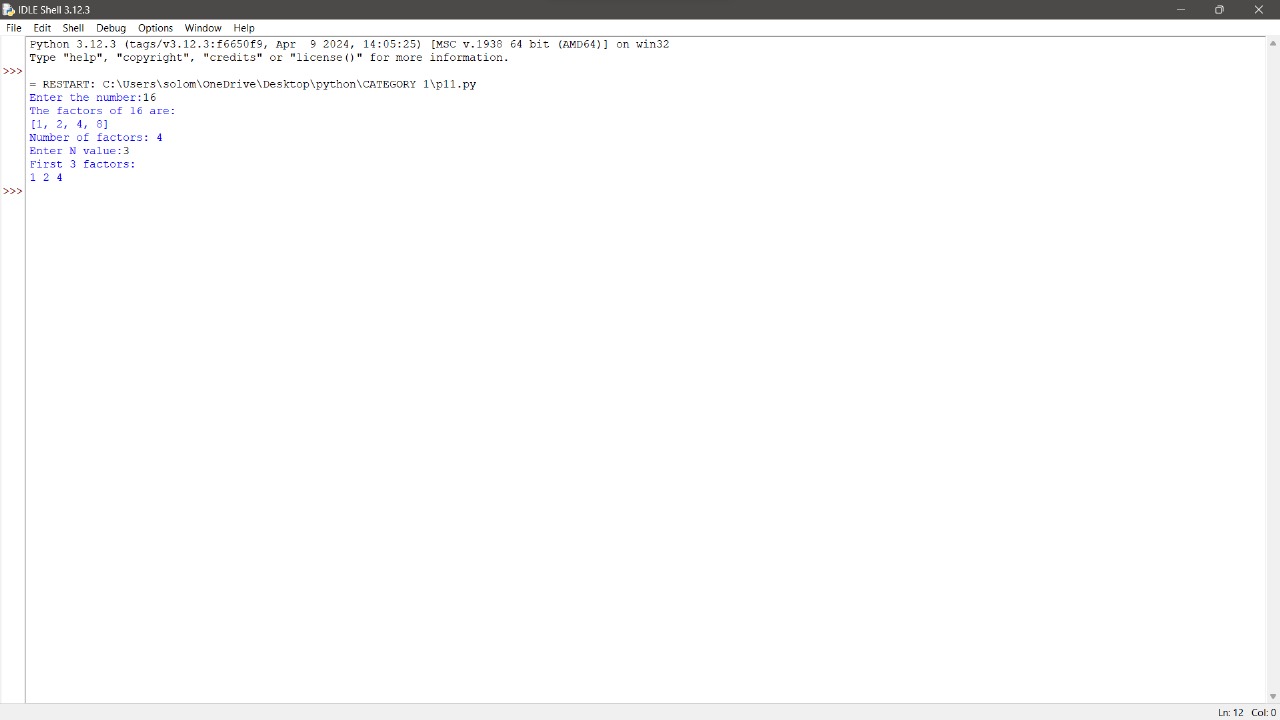 IDLE Shell 3.12.3
File Edit Shell Debug Options Window Help
Python 3.12.3 (tags/v3.12.3:f6650f9, Apr  9 2024, 14:05:25) [MSC v.1938 64 bit (AMD64)] on win32
Type "help", "copyright", "credits" or "license()" for more information.
>>>
= RESTART: C:\Users\solom\OneDrive\Desktop\python\CATEGORY 1\p11.py
Enter the number:16
The factors of 16 are:
[1, 2, 4, 8]
Number of factors: 4
Enter N value:3
First 3 factors:
1 2 4
>>>
Ln: 12 Col: 0